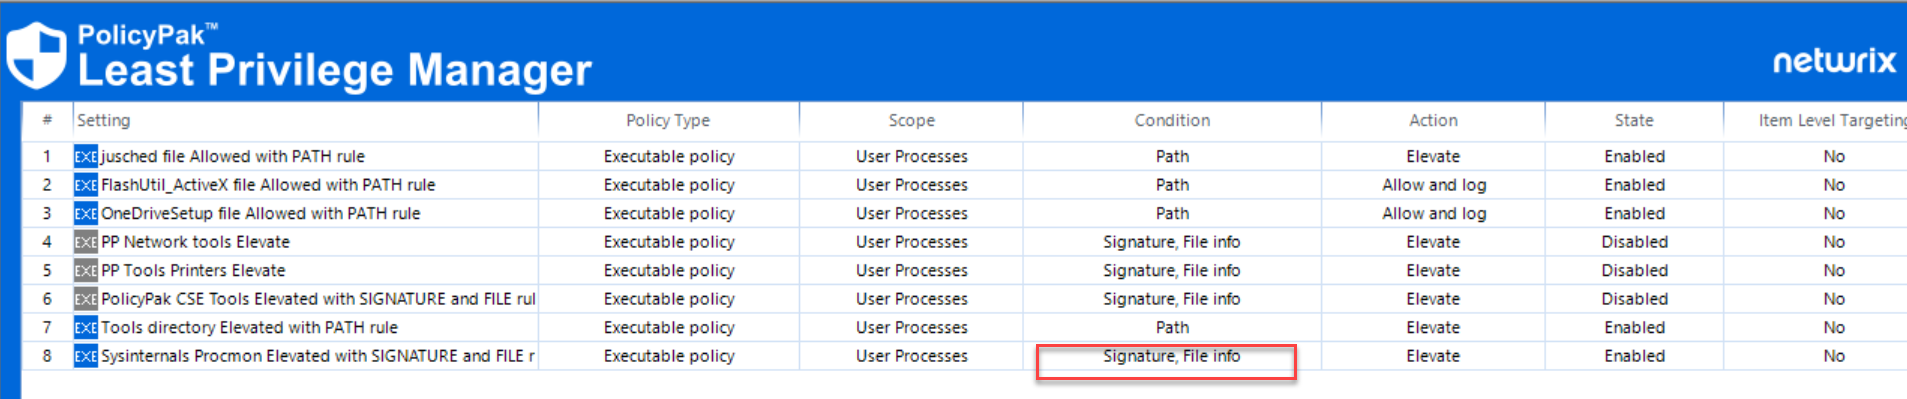 PolicyPak™
Least Privilege Manager
netwrix
# Setting Policy Type Scope Condition Action State Item Level Targeting
1 EXE jusched file Allowed with PATH rule Executable policy User Processes Path Elevate Enabled No
2 EXE FlashUtil_ActiveX file Allowed with PATH rule Executable policy User Processes Path Allow and log Enabled No
3 EXE OneDriveSetup file Allowed with PATH rule Executable policy User Processes Path Allow and log Enabled No
4 EXE PP Network tools Elevate Executable policy User Processes Signature, File info Elevate Disabled No
5 EXE PP Tools Printers Elevate Executable policy User Processes Signature, File info Elevate Disabled No
6 EXE PolicyPak CSE Tools Elevated with SIGNATURE and FILE rul Executable policy User Processes Signature, File info Elevate Disabled No
7 EXE Tools directory Elevated with PATH rule Executable policy User Processes Path Elevate Enabled No
8 EXE Sysinternals Procmon Elevated with SIGNATURE and FILE r Executable policy User Processes Signature, File info Elevate Enabled No